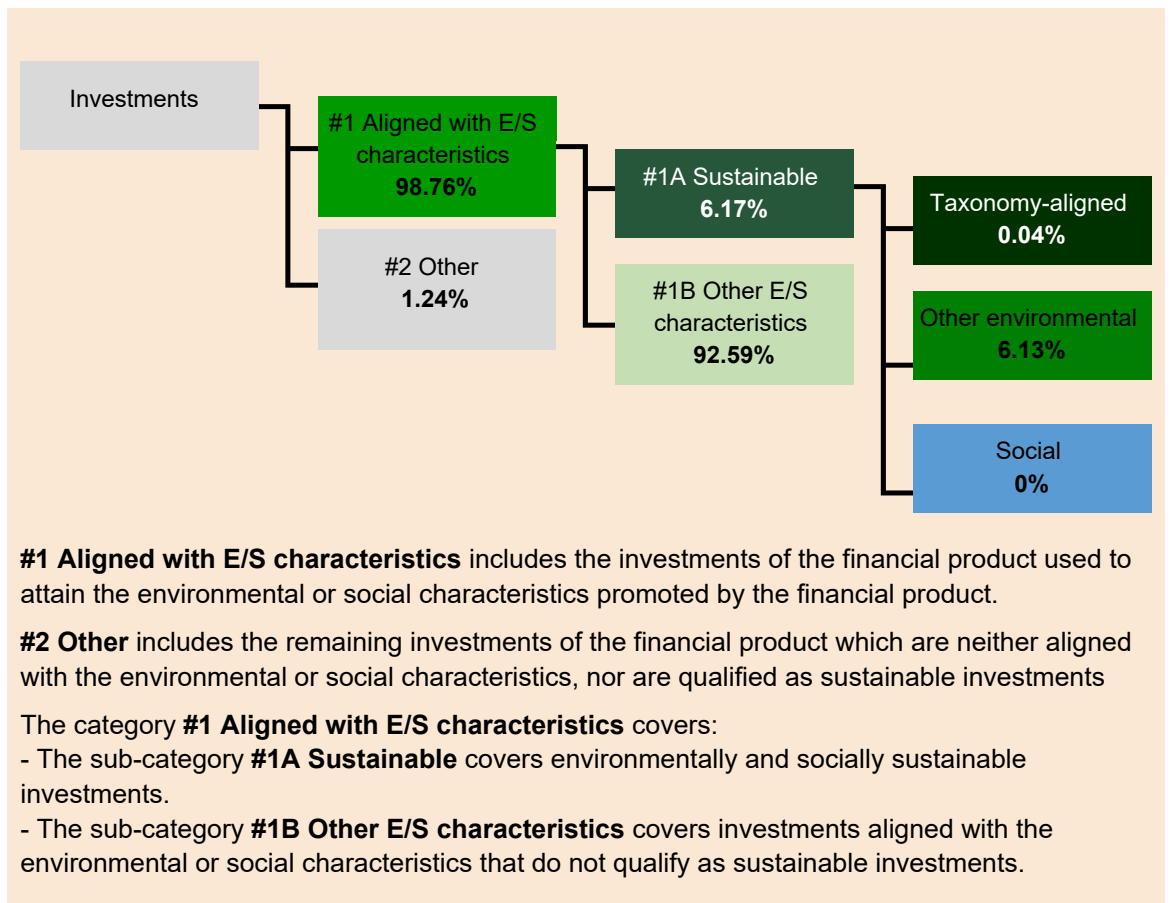 Investments
#1 Aligned with E/S
characteristics
98.76%
#2 Other
1.24%
#1A Sustainable
6.17%
#1B Other E/S
characteristics
92.59%
Taxonomy-aligned
0.04%
Other environmental
6.13%
Social
0%
#1 Aligned with E/S characteristics includes the investments of the financial product used to
attain the environmental or social characteristics promoted by the financial product.
#2 Other includes the remaining investments of the financial product which are neither aligned
with the environmental or social characteristics, nor are qualified as sustainable investments
The category #1 Aligned with E/S characteristics covers:
- The sub-category #1A Sustainable covers environmentally and socially sustainable
investments.
- The sub-category #1B Other E/S characteristics covers investments aligned with the
environmental or social characteristics that do not qualify as sustainable investments.